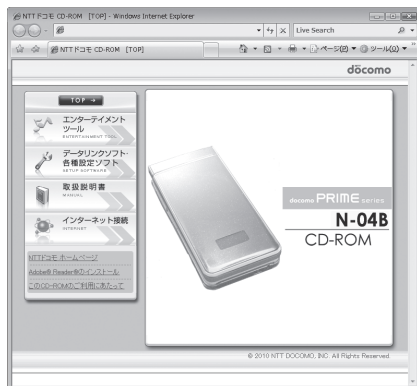 NTTドコモ CD-ROM [TOP] - Windows Internet Explorer
Live Search
NTTドコモ CD-ROM [TOP]
ページ(P) ツール(O)
döcomo
TOP
エンターテイメント
ツール
ENTERTAINMENT TOOL
データリンクソフト・
各種設定ソフト
SETUP SOFTWARE
取扱説明書
MANUAL
インターネット接続
INTERNET
NTTドコモ ホームページ
Adobe® Reader®のインストール
このCD-ROMのご利用にあたって
docomo PRIME series
N-04B
CD-ROM
© 2010 NTT DOCOMO, INC. All Rights Reserved.